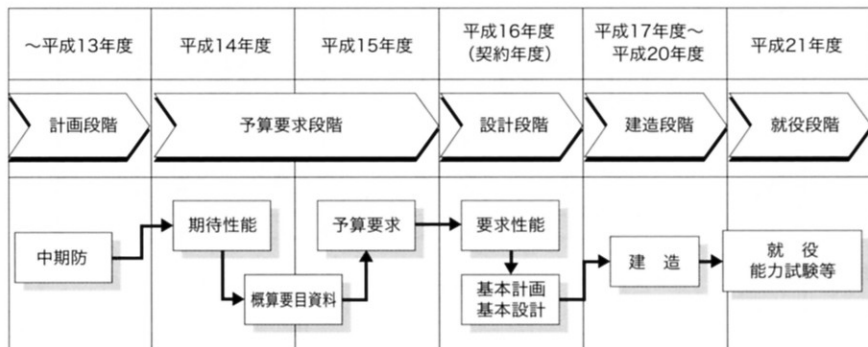 ～平成13年度
平成14年度
平成15年度
平成16年度
（契約年度）
平成17年度～
平成20年度
平成21年度
計画段階
予算要求段階
設計段階
建造段階
就役段階
中期防
期待性能
概算要目資料
予算要求
要求性能
基本計画
基本設計
建　造
就　役
能力試験等